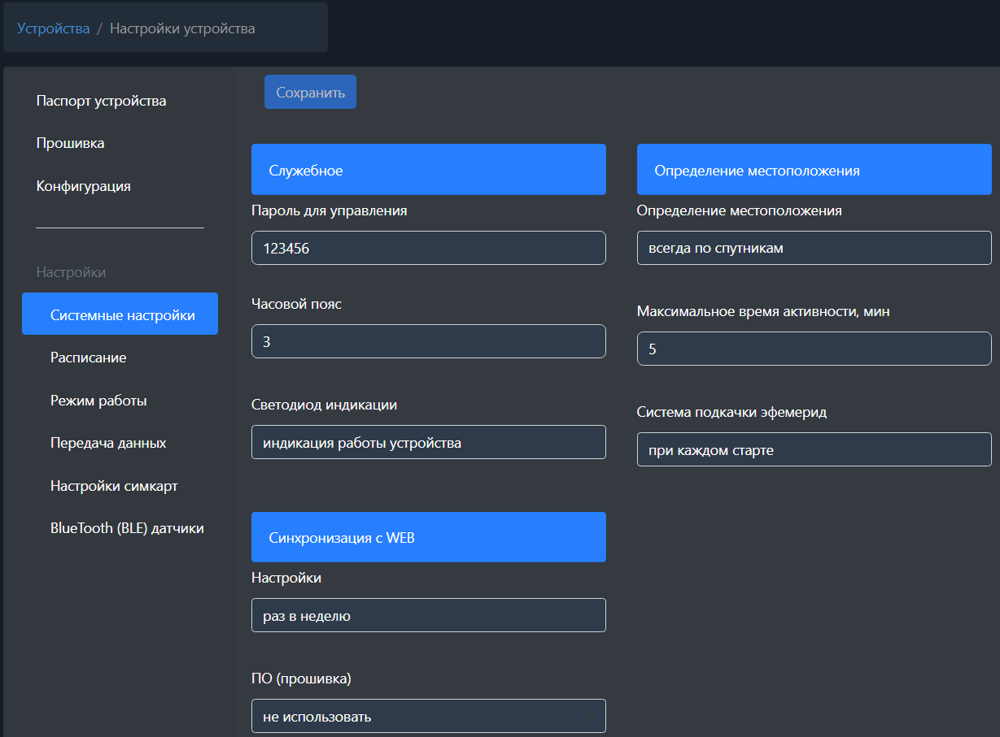 Устройства / Настройки устройства
Паспорт устройства
Прошивка
Конфигурация
Настройки
Системные настройки
Расписание
Режим работы
Передача данных
Настройки симкарт
BlueTooth (BLE) датчики
Сохранить
Служебное
Пароль для управления
123456
Часовой пояс
3
Светодиод индикации
индикация работы устройства
Синхронизация с WEB
Настройки
раз в неделю
ПО (прошивка)
не использовать
Определение местоположения
Определение местоположения
всегда по спутникам
Максимальное время активности, мин
5
Система подкачки эфемерид
при каждом старте